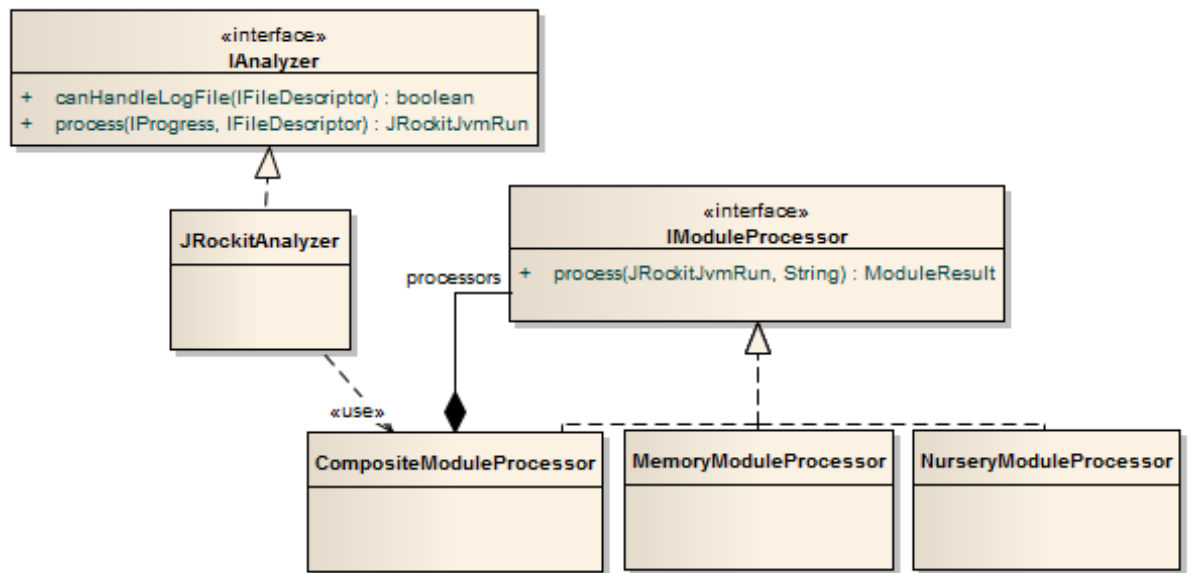 «interface»
IAnalyzer
+ canHandleLogFile(IFileDescriptor) : boolean
+ process(IProgress, IFileDescriptor) : JRockitJvmRun
JRockitAnalyzer
«interface»
IModuleProcessor
processors
+ process(JRockitJvmRun, String) : ModuleResult
«use»
CompositeModuleProcessor
MemoryModuleProcessor
NurseryModuleProcessor